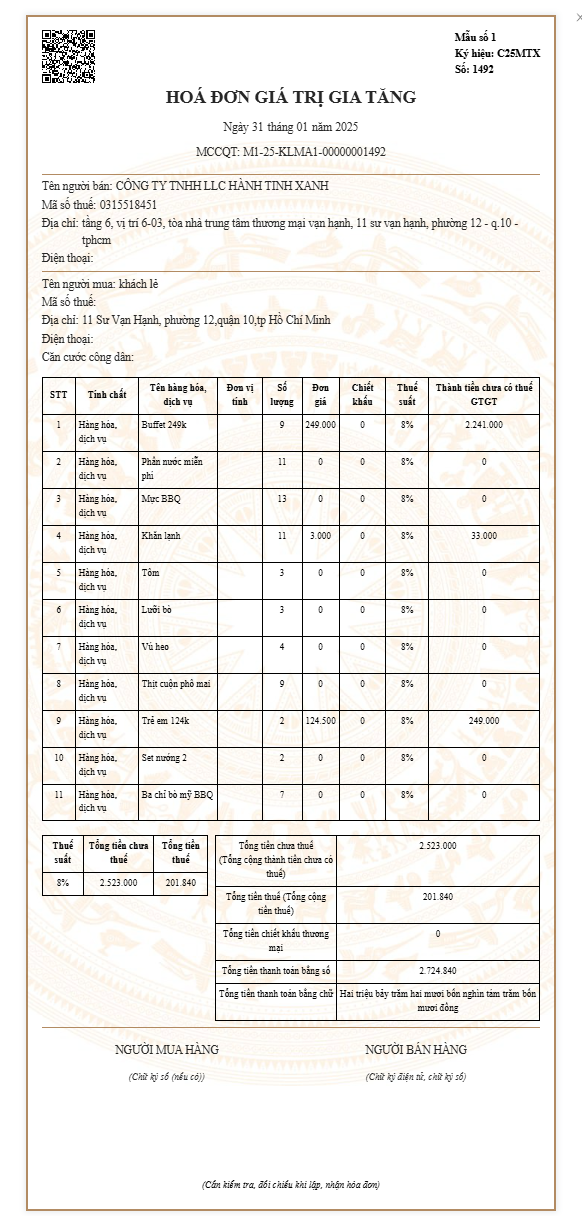 Mẫu số 1
Ký hiệu: C25MTX
Số: 1492
HOÁ ĐƠN GIÁ TRỊ GIA TĂNG
Ngày 31 tháng 01 năm 2025
MCCQT: M1-25-KLMA1-00000001492
Tên người bán: CÔNG TY TNHH LLC HÀNH TINH XANH
Mã số thuế: 0315518451
Địa chỉ: tầng 6, vị trí 6-03, tòa nhà trung tâm thương mại vạn hạnh, 11 sư vạn hạnh, phường 12 - q.10 -
tphcm
Điện thoại:
Tên người mua: khách lẻ
Mã số thuế:
Địa chỉ: 11 Sư Vạn Hạnh, phường 12,quận 10,tp Hồ Chí Minh
Điện thoại:
Căn cước công dân:
STT Tính chất Tên hàng hóa, dịch vụ Đơn vị tính Số lượng Đơn giá Chiết khấu Thuế suất Thành tiền chưa có thuế GTGT
1 Hàng hóa, dịch vụ Buffet 249k 9 249.000 0 8% 2.241.000
2 Hàng hóa, dịch vụ Phần nước miễn phí 11 0 0 8% 0
3 Hàng hóa, dịch vụ Mực BBQ 13 0 0 8% 0
4 Hàng hóa, dịch vụ Khăn lạnh 11 3.000 0 8% 33.000
5 Hàng hóa, dịch vụ Tôm 3 0 0 8% 0
6 Hàng hóa, dịch vụ Lưỡi bò 3 0 0 8% 0
7 Hàng hóa, dịch vụ Vú heo 4 0 0 8% 0
8 Hàng hóa, dịch vụ Thịt cuộn phô mai 9 0 0 8% 0
9 Hàng hóa, dịch vụ Trẻ em 124k 2 124.500 0 8% 249.000
10 Hàng hóa, dịch vụ Set nướng 2 2 0 0 8% 0
11 Hàng hóa, dịch vụ Ba chỉ bò mỹ BBQ 7 0 0 8% 0
Thuế suất Tổng tiền chưa thuế Tổng tiền thuế
8% 2.523.000 201.840
Tổng tiền chưa thuế (Tổng cộng thành tiền chưa có thuế) 2.523.000
Tổng tiền thuế (Tổng cộng tiền thuế) 201.840
Tổng tiền chiết khấu thương mại 0
Tổng tiền thanh toán bằng số 2.724.840
Tổng tiền thanh toán bằng chữ Hai triệu bảy trăm hai mươi bốn nghìn tám trăm bốn mươi đồng
NGƯỜI MUA HÀNG NGƯỜI BÁN HÀNG
(Chữ ký số (nếu có)) (Chữ ký điện tử, chữ ký số)
(Cần kiểm tra, đối chiếu khi lập, nhận hóa đơn)